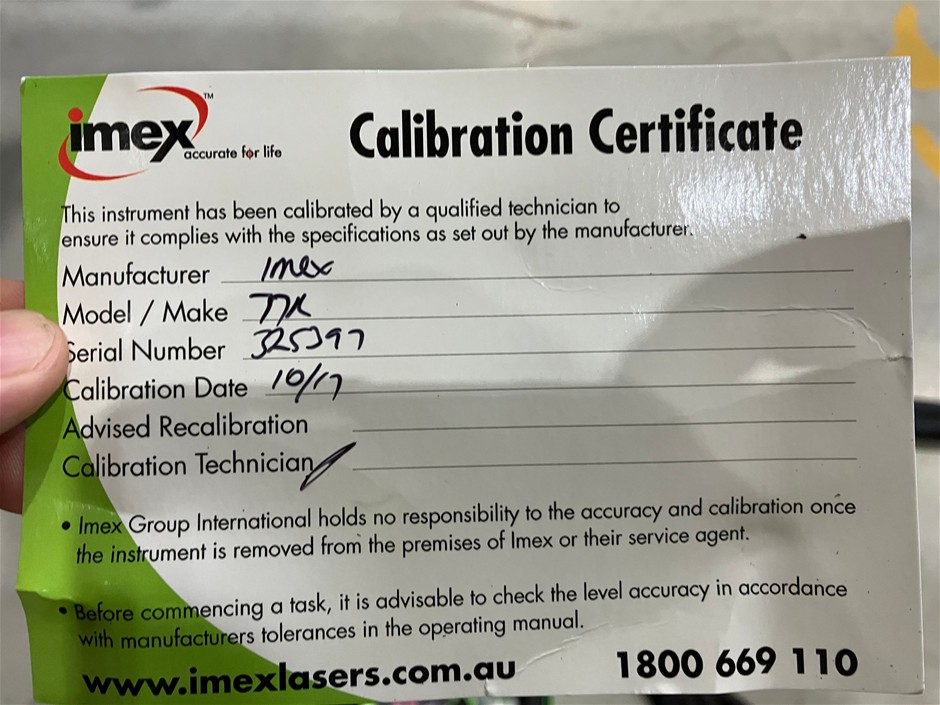 imex™
accurate for life
Calibration Certificate
This instrument has been calibrated by a qualified technician to
ensure it complies with the specifications as set out by the manufacturer.
Manufacturer Imex
Model / Make 77R
Serial Number 325397
Calibration Date 10/17
Advised Recalibration
Calibration Technician
• Imex Group International holds no responsibility to the accuracy and calibration once
the instrument is removed from the premises of Imex or their service agent.
• Before commencing a task, it is advisable to check the level accuracy in accordance
with manufacturers tolerances in the operating manual.
www.imexlasers.com.au 1800 669 110